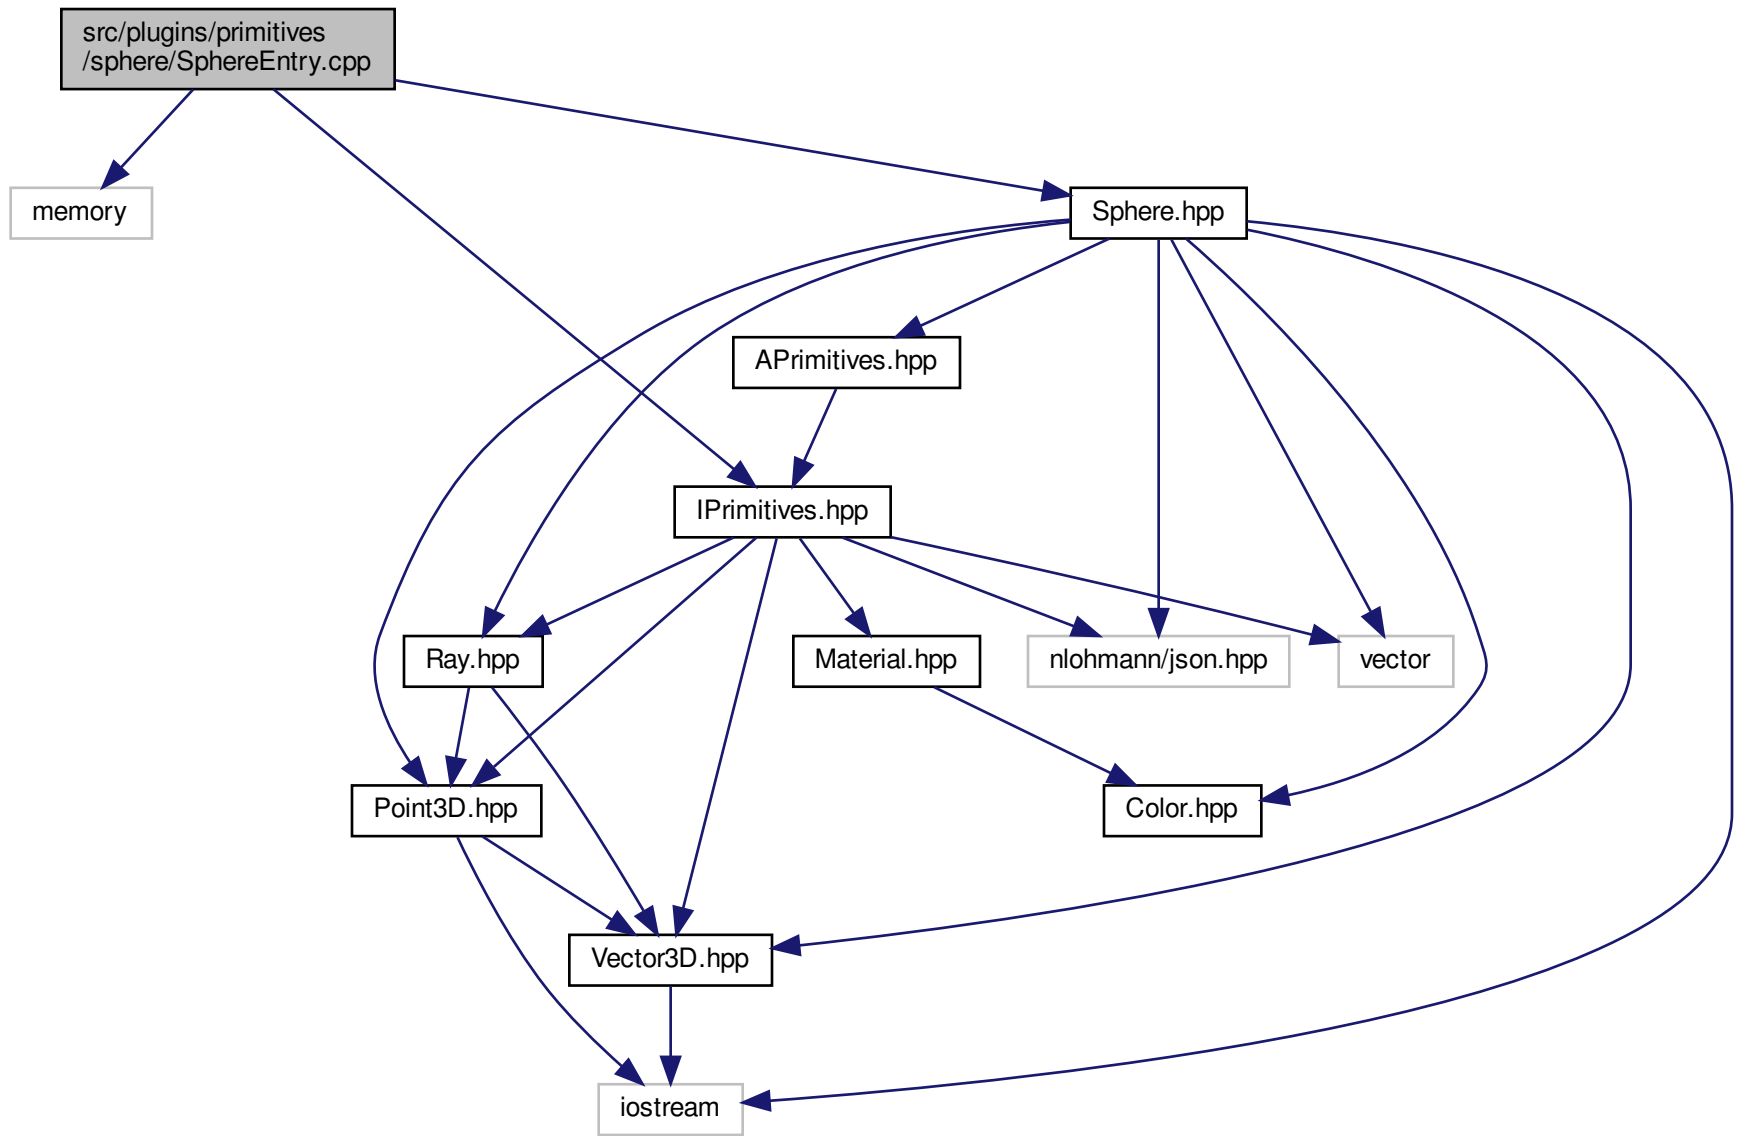 src/plugins/primitives
/sphere/SphereEntry.cpp
memory
Sphere.hpp
APrimitives.hpp
IPrimitives.hpp
Ray.hpp
Material.hpp
nlohmann/json.hpp
vector
Point3D.hpp
Color.hpp
Vector3D.hpp
iostream